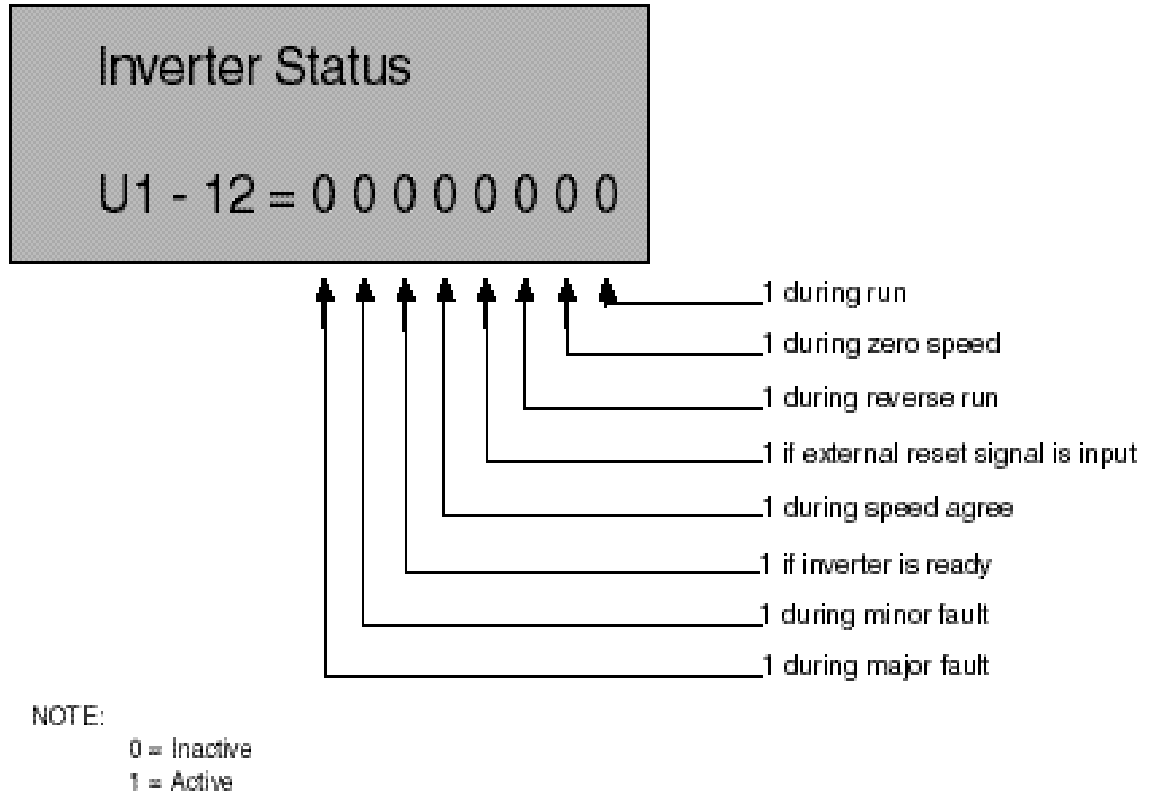 Inverter Status
U1 - 12 = 0 0 0 0 0 0 0 0
1 during run
1 during zero speed
1 during reverse run
1 if external reset signal is input
1 during speed agree
1 if inverter is ready
1 during minor fault
1 during major fault
NOTE:
0 = Inactive
1 = Active